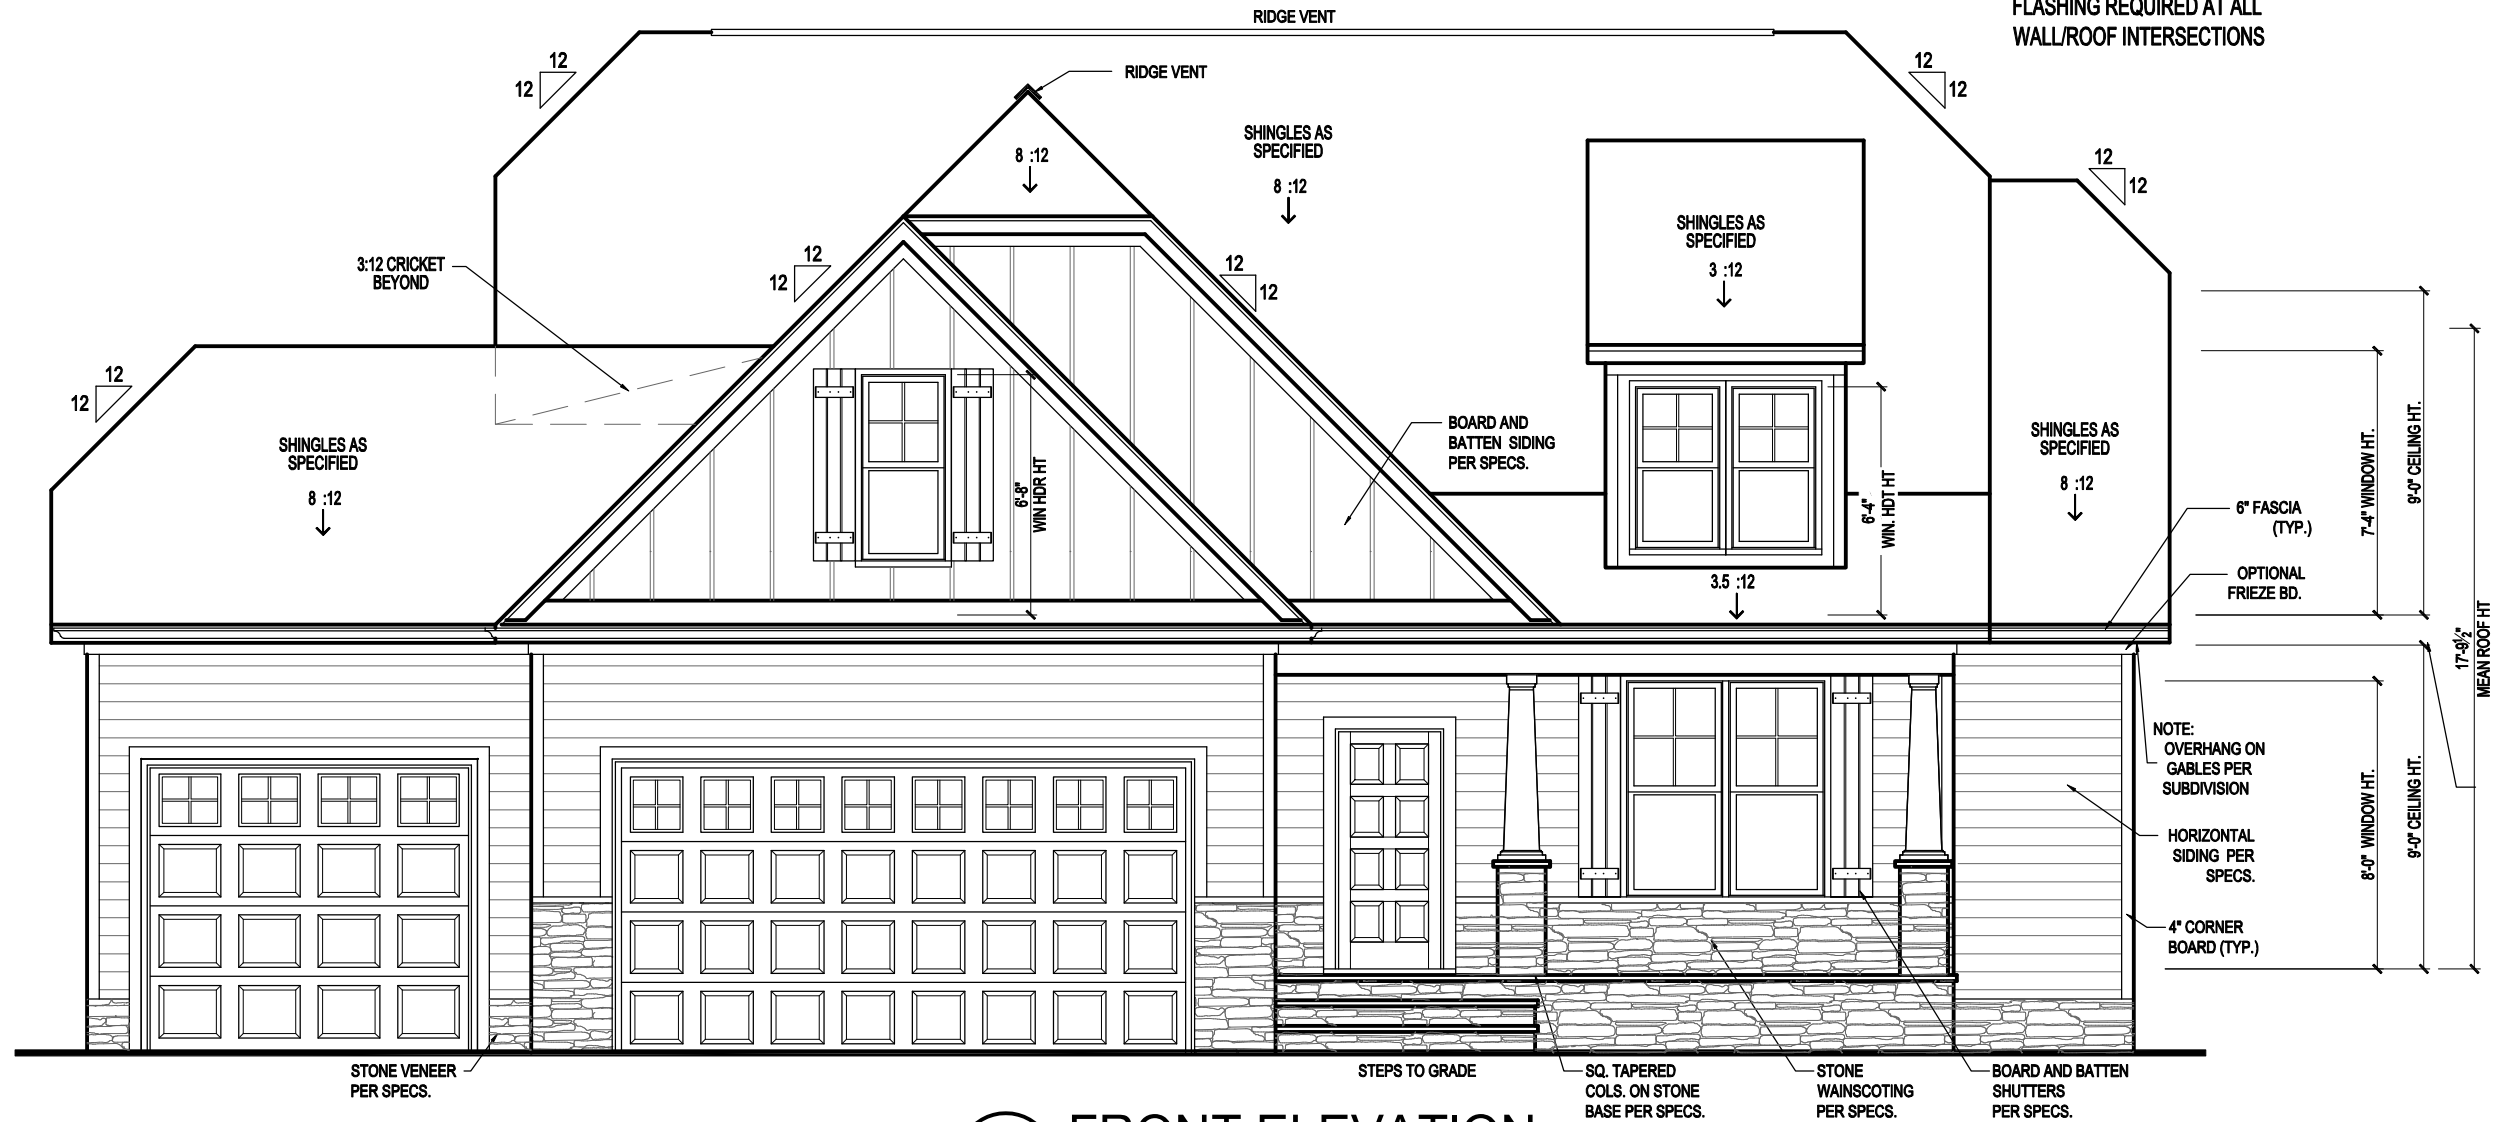 RIDGE VENT
FLASHING REQUIRED AT ALL
WALL/ROOF INTERSECTIONS
12
12
12
12
RIDGE VENT
SHINGLES AS
SPECIFIED
8 :12
8 :12
12
12
SHINGLES AS
SPECIFIED
3 :12
3:12 CRICKET
BEYOND
12
12
12
12
12
12
SHINGLES AS
SPECIFIED
8 :12
BOARD AND
BATTEN SIDING
PER SPECS.
SHINGLES AS
SPECIFIED
8 :12
6'-8"
WIN HDR HT
6'-4"
WIN. HDT HT
3.5 :12
7'-4" WINDOW HT.
9'-0" CEILING HT.
6" FASCIA
(TYP.)
OPTIONAL
FRIEZE BD.
17'-9½"
MEAN ROOF HT
NOTE:
OVERHANG ON
GABLES PER
SUBDIVISION
HORIZONTAL
SIDING PER
SPECS.
8'-0" WINDOW HT.
9'-0" CEILING HT.
4" CORNER
BOARD (TYP.)
STONE VENEER
PER SPECS.
STEPS TO GRADE
SQ. TAPERED
COLS. ON STONE
BASE PER SPECS.
STONE
WAINSCOTING
PER SPECS.
BOARD AND BATTEN
SHUTTERS
PER SPECS.
FRONT ELEVATION